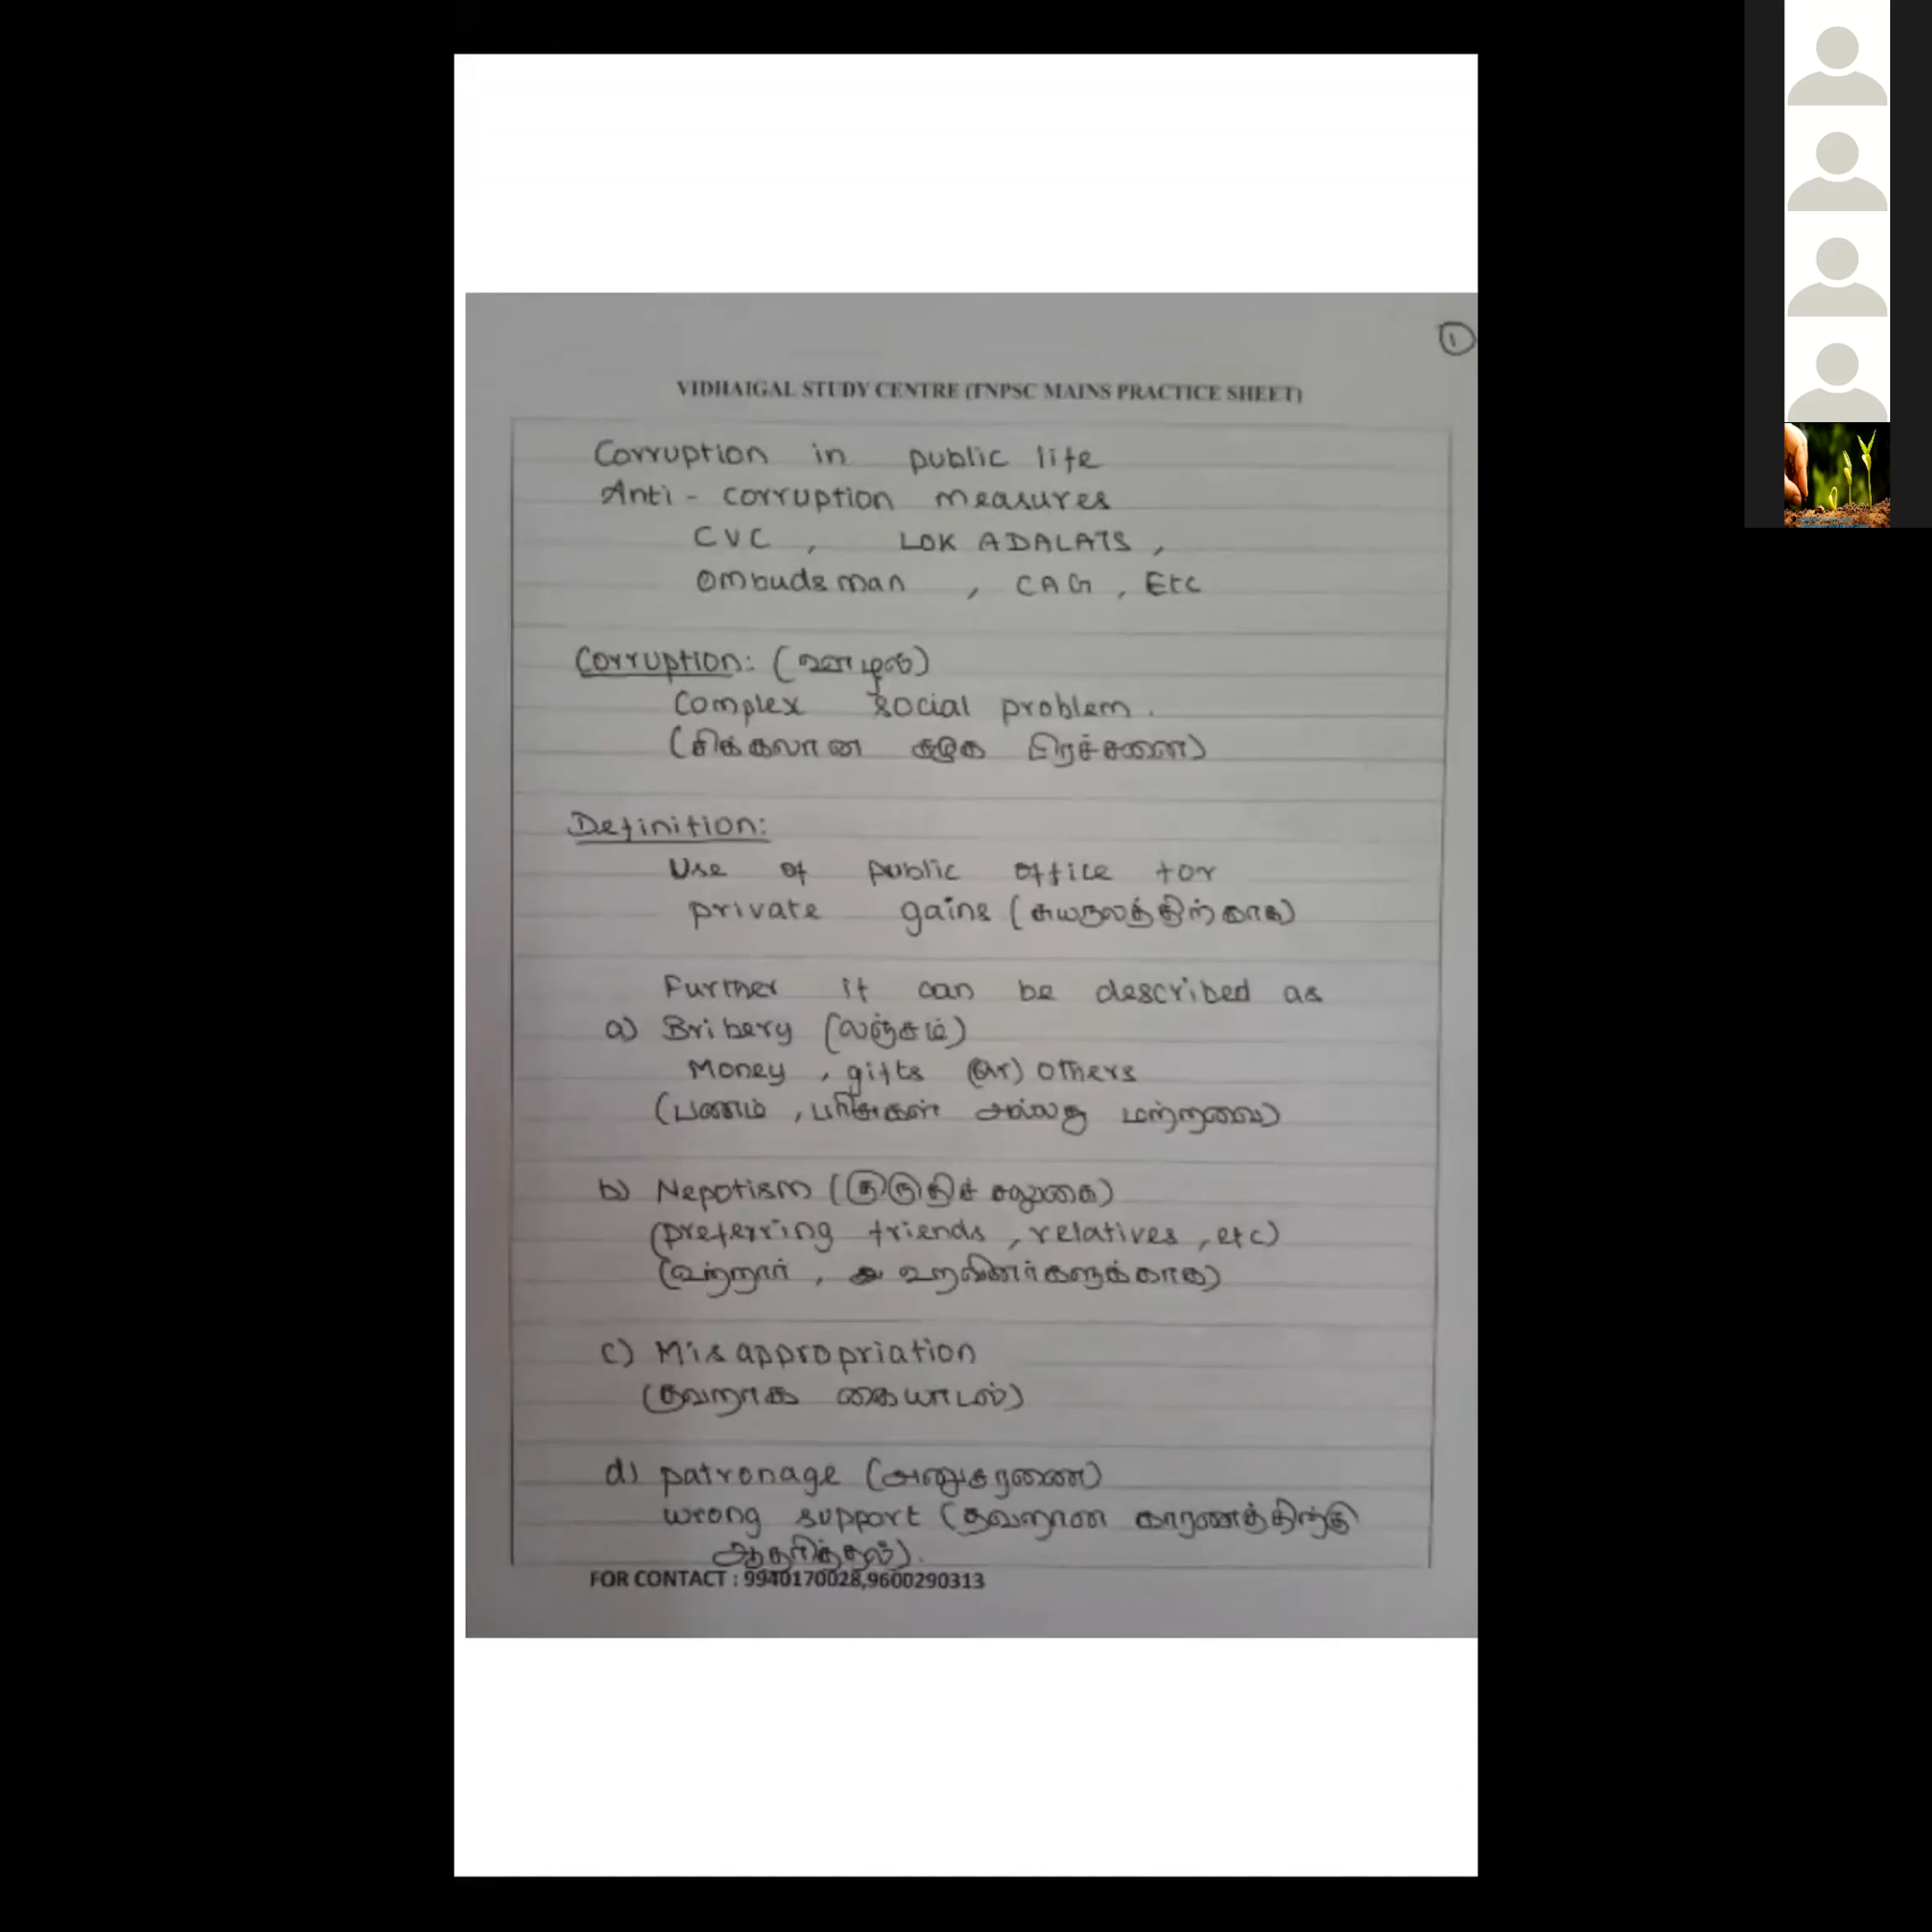 ①
VIDHAIGAL STUDY CENTRE (TNPSC MAINS PRACTICE SHEET)
Corruption in public life
Anti - corruption measures
CVC , LOK ADALATS ,
Ombudsman , CAG , Etc
Corruption: (ஊழல்)
Complex social problem.
(சிக்கலான சமூக பிரச்சனை)
Definition:
Use of public office for
private gains (சுயநலத்திற்காக)
Further it can be described as
a) Bribery (லஞ்சம்)
Money , gifts (or) others
(பணம் , பரிசுகள் அல்லது மற்றவை)
b) Nepotism (குருதிச் சலுகை)
(preferring friends , relatives , etc)
(உற்றார் , உறவினர்களுக்காக)
c) Misappropriation
(தவறாக கையாடல்)
d) patronage (அனுசரணை)
wrong support (தவறான காரணத்திற்கு
ஆதரித்தல்).
FOR CONTACT : 9940170028,9600290313